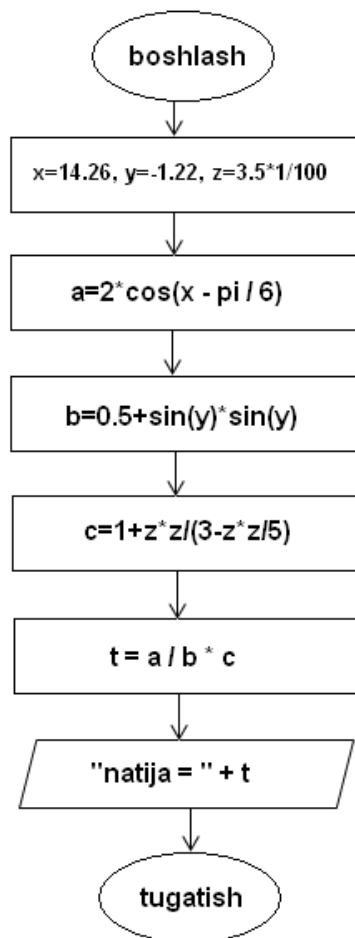 boshlash
x=14.26, y=-1.22, z=3.5*1/100
a=2*cos(x - pi / 6)
b=0.5+sin(y)*sin(y)
c=1+z*z/(3-z*z/5)
t = a / b * c
"natija = " + t
tugatish